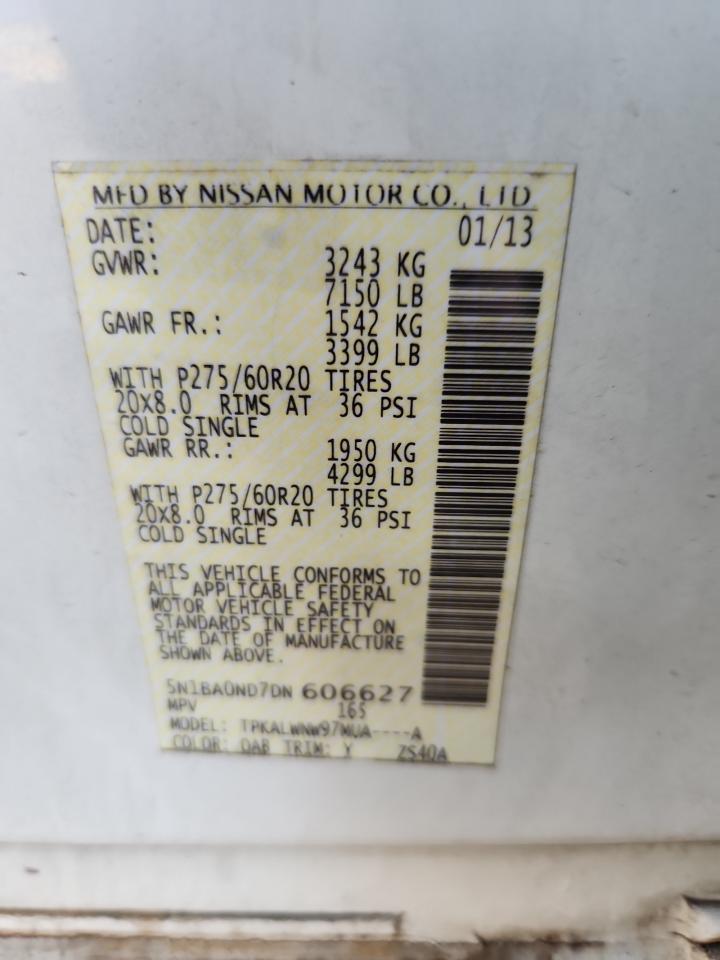 MFD BY NISSAN MOTOR CO., LTD
DATE: 01/13
GVWR: 3243 KG
7150 LB
GAWR FR.: 1542 KG
3399 LB
WITH P275/60R20 TIRES
20X8.0 RIMS AT 36 PSI
COLD SINGLE
GAWR RR.: 1950 KG
4299 LB
WITH P275/60R20 TIRES
20X8.0 RIMS AT 36 PSI
COLD SINGLE
THIS VEHICLE CONFORMS TO
ALL APPLICABLE FEDERAL
MOTOR VEHICLE SAFETY
STANDARDS IN EFFECT ON
THE DATE OF MANUFACTURE
SHOWN ABOVE.
5N1BA0ND7DN 606627
MPV 165
MODEL: TPKALWNW97MUA----A
COLOR: QAB TRIM: Y ZS40A